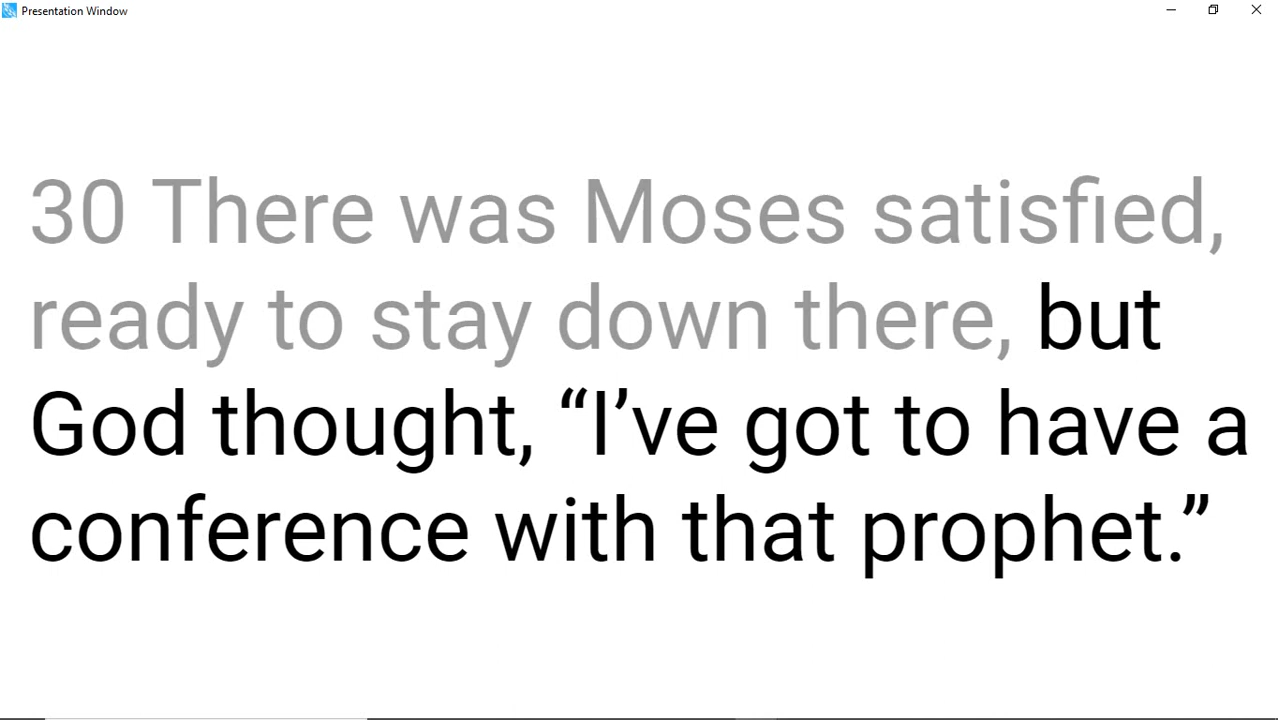 Presentation Window
30 There was Moses satisfied,
ready to stay down there, but
God thought, “I’ve got to have a
conference with that prophet.”